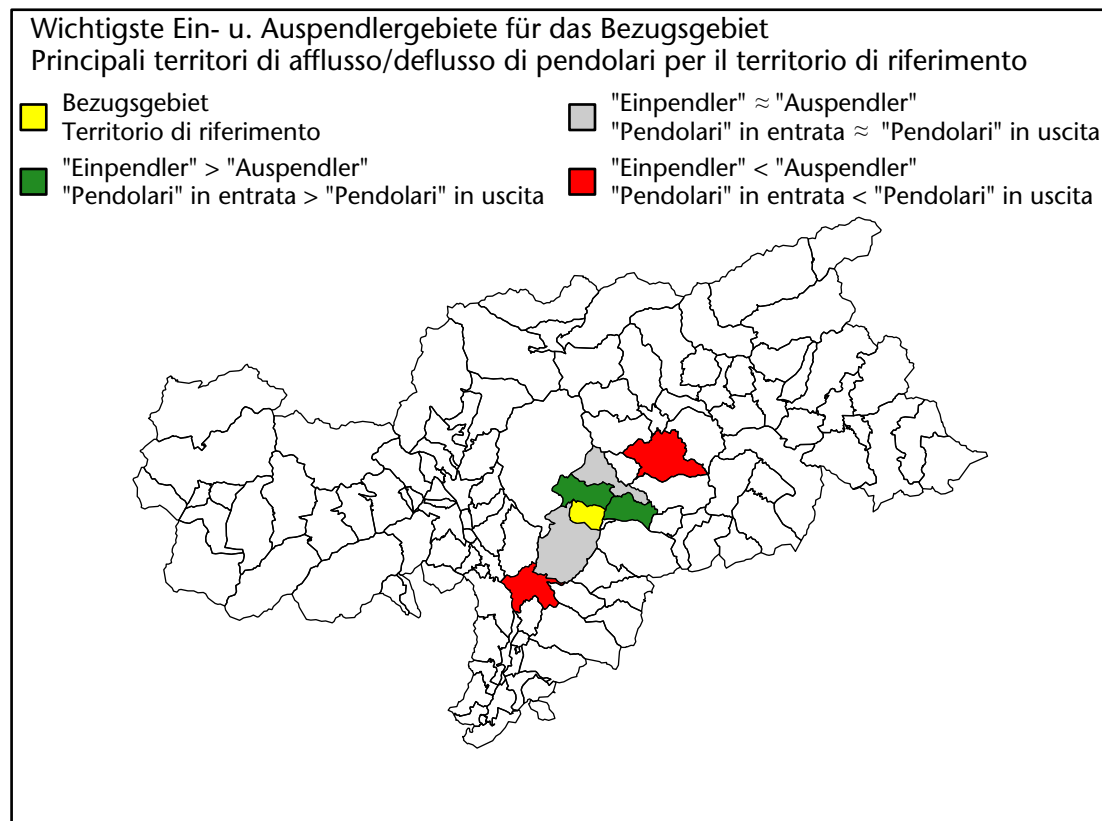 Wichtigste Ein- u. Auspendlergebiete für das Bezugsgebiet
Principali territori di afflusso/deflusso di pendolari per il territorio di riferimento
Bezugsgebiet
Territorio di riferimento
"Einpendler" > "Auspendler"
"Pendolari" in entrata > "Pendolari" in uscita
"Einpendler" ≈ "Auspendler"
"Pendolari" in entrata ≈ "Pendolari" in uscita
"Einpendler" < "Auspendler"
"Pendolari" in entrata < "Pendolari" in uscita